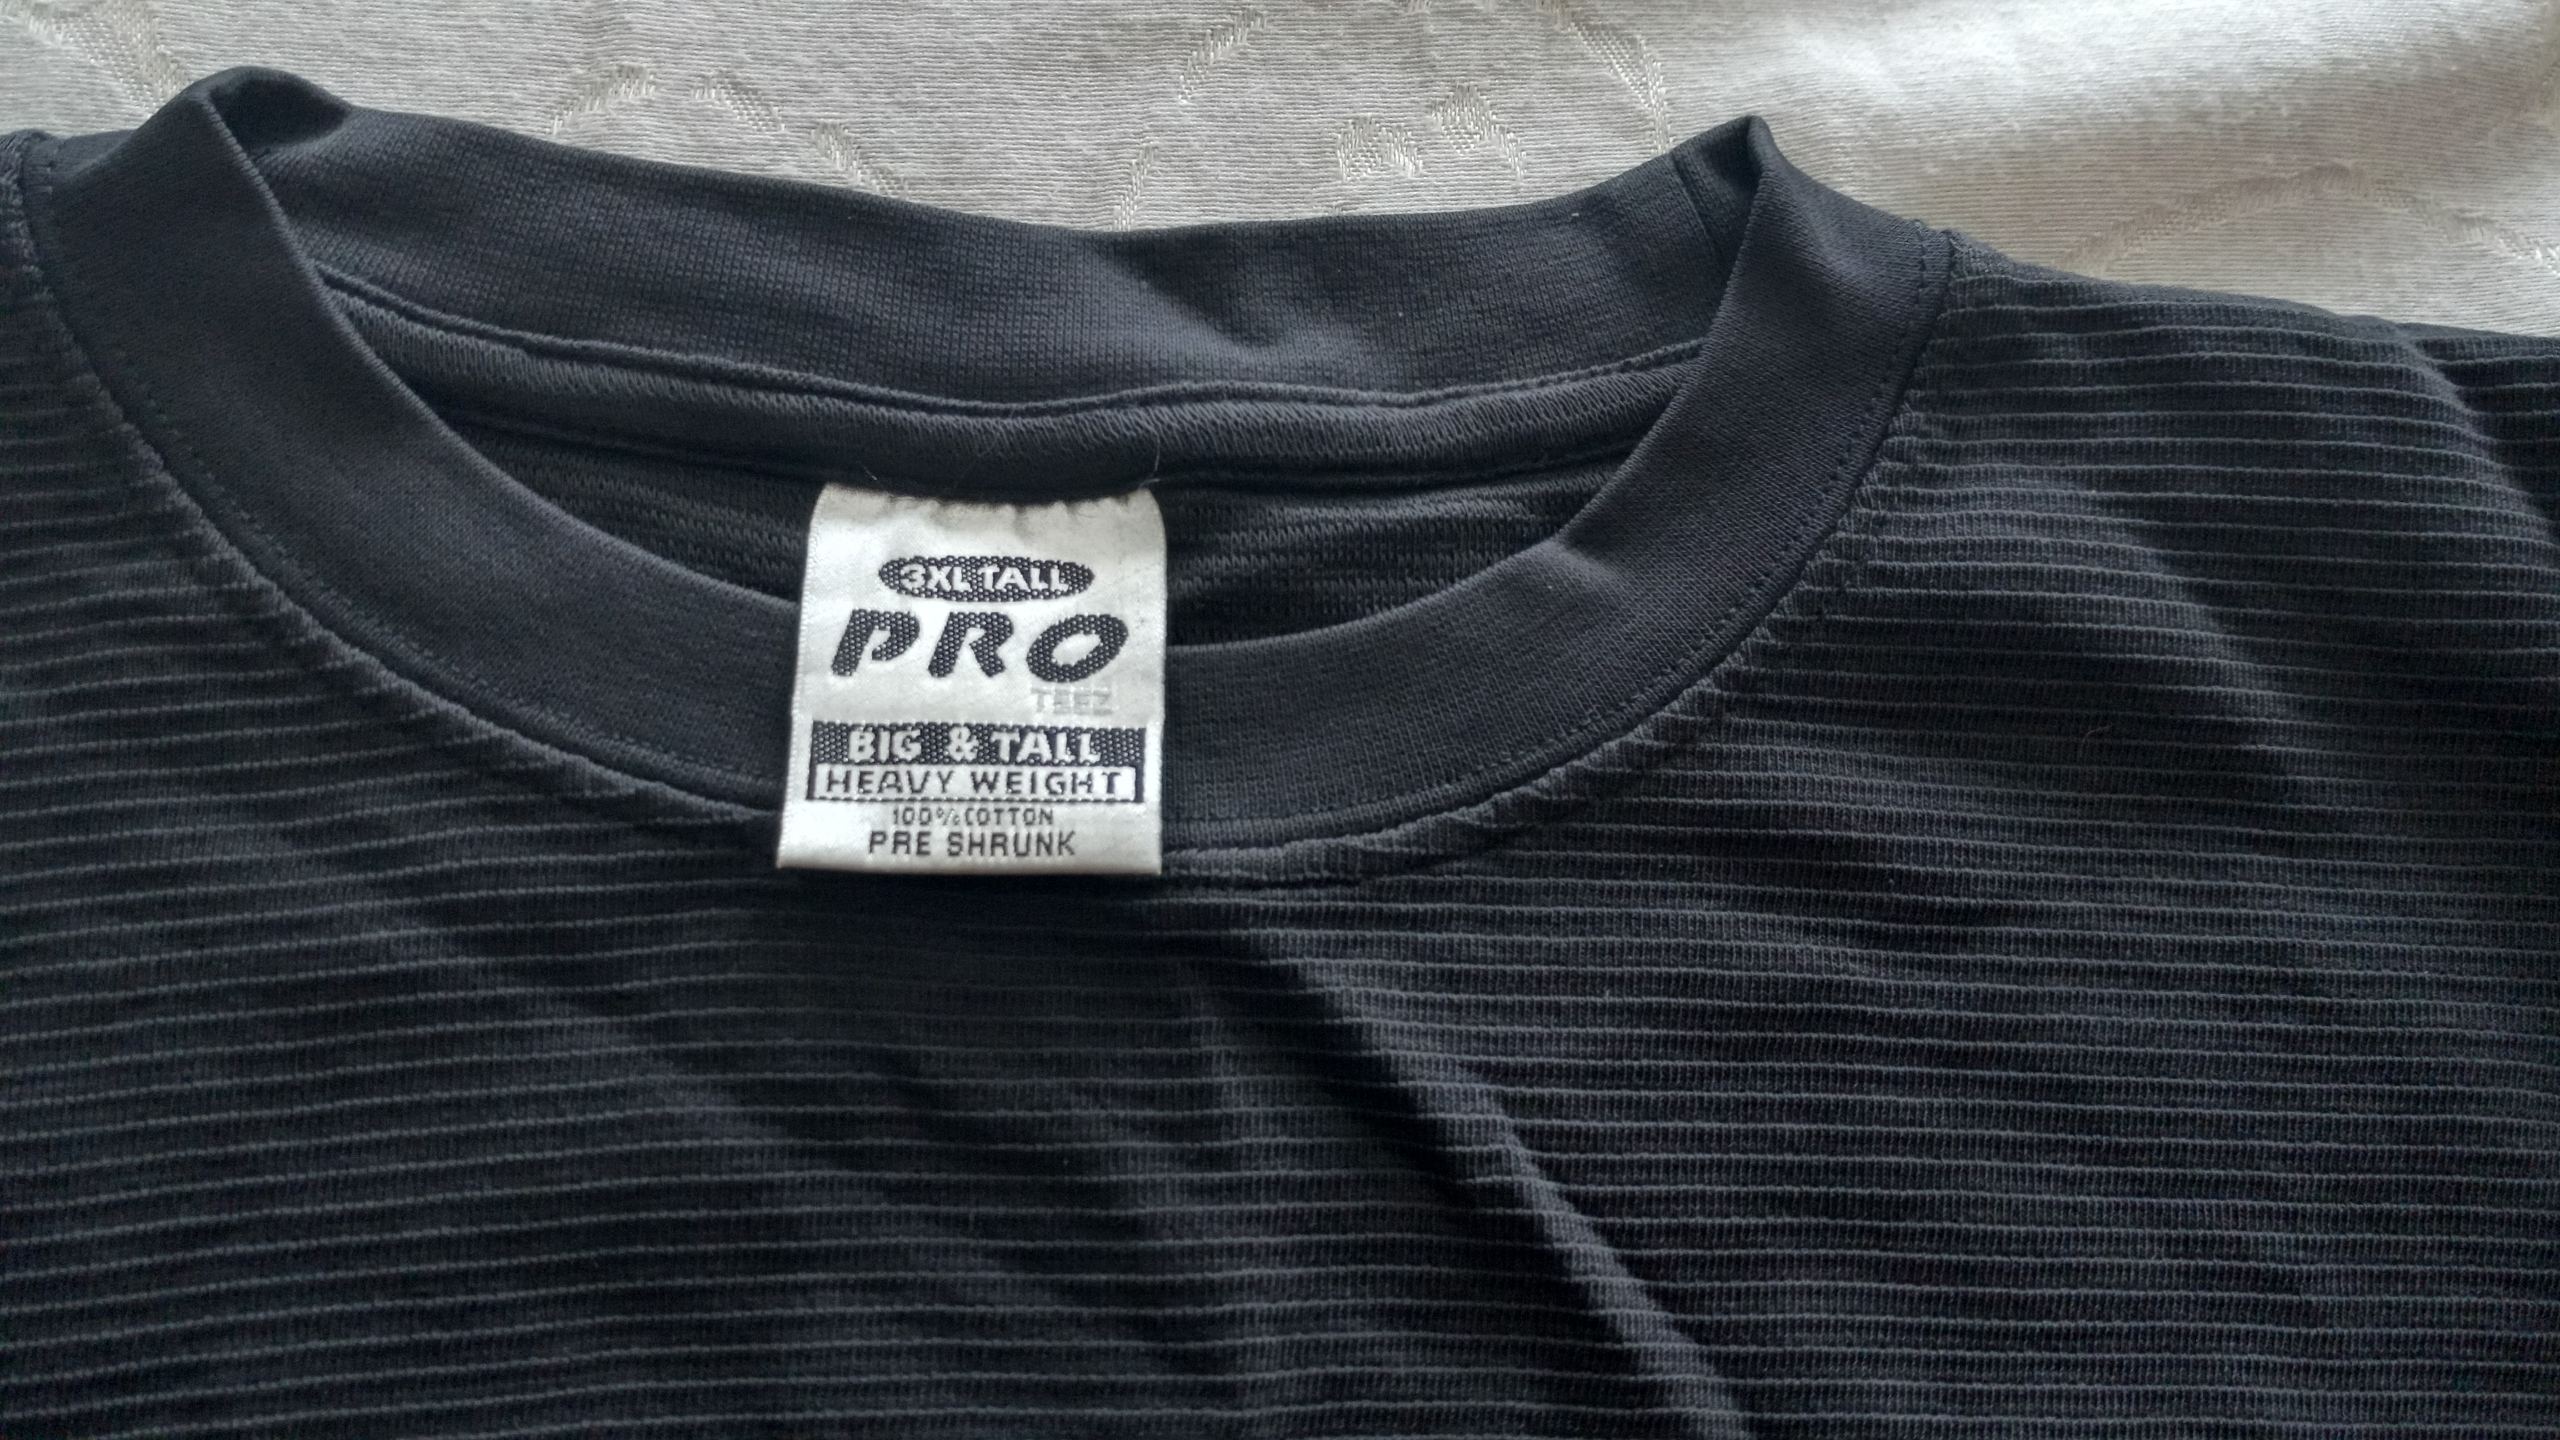 3XL TALL
PRO
TEEZ
BIG & TALL
HEAVY WEIGHT
100% COTTON
PRE SHRUNK